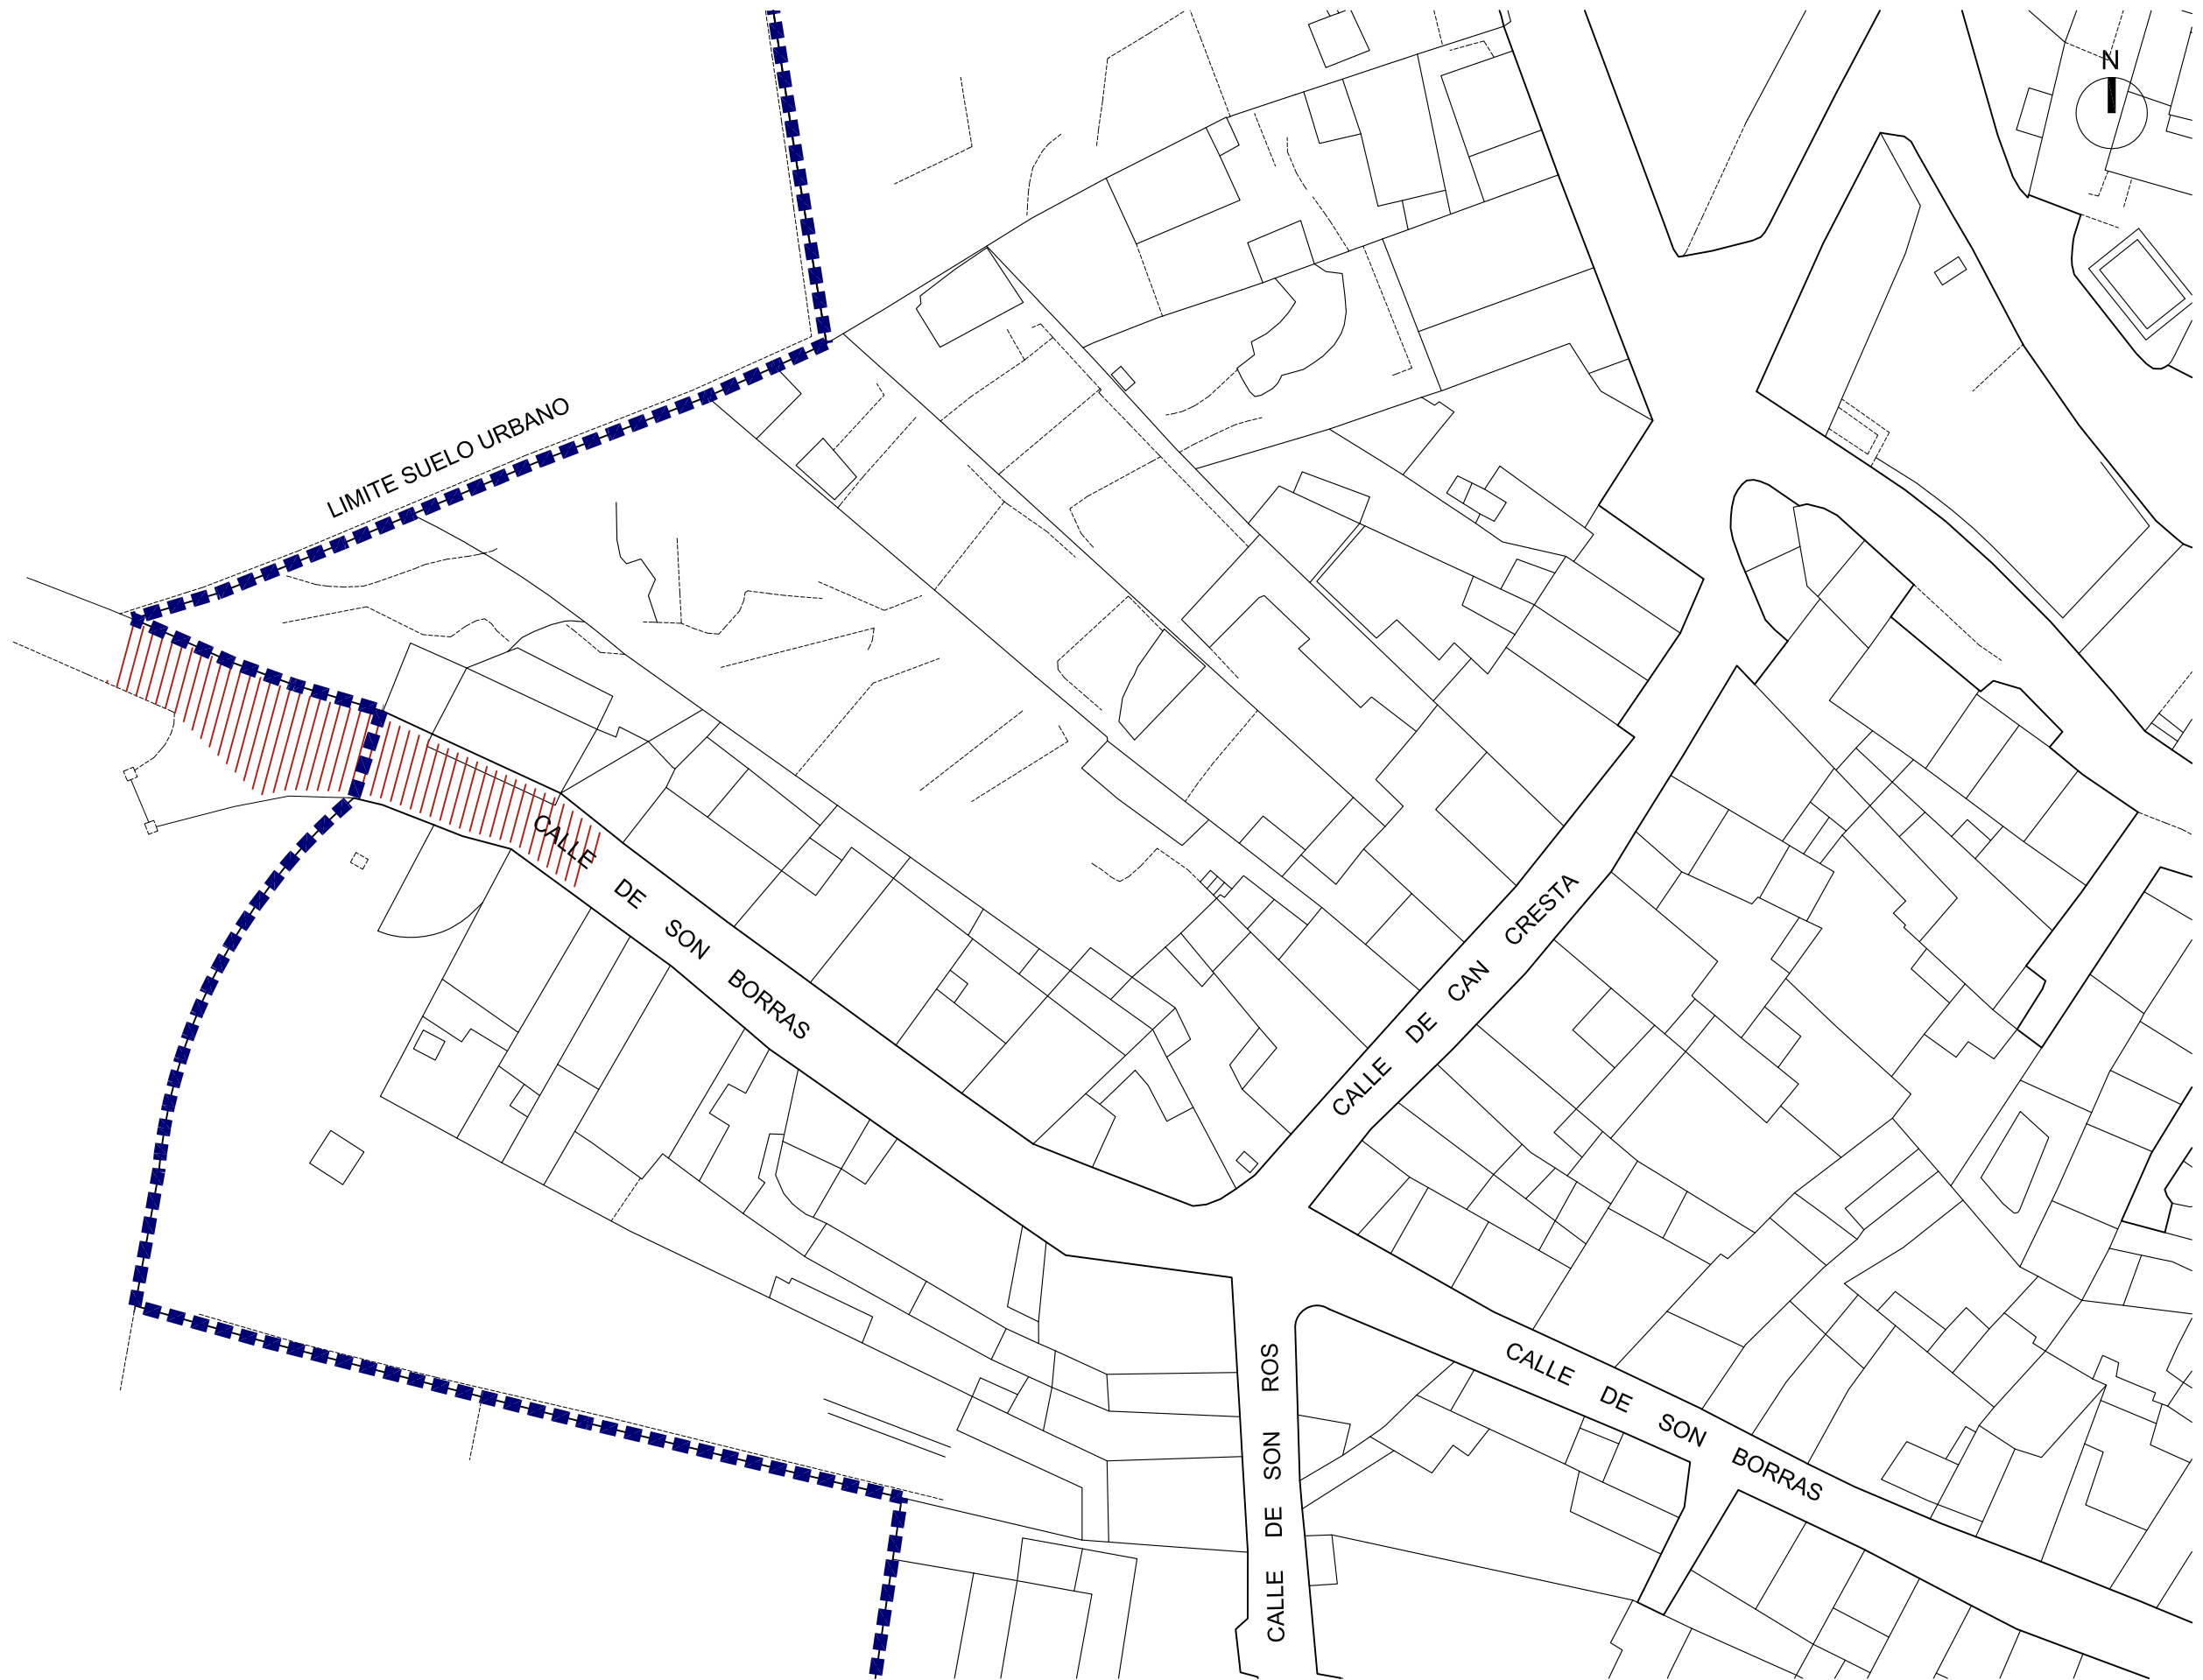 N
LIMITE SUELO URBANO
CALLE DE SON BORRAS
CALLE DE CAN CRESTA
CALLE DE SON ROS
CALLE DE SON BORRAS